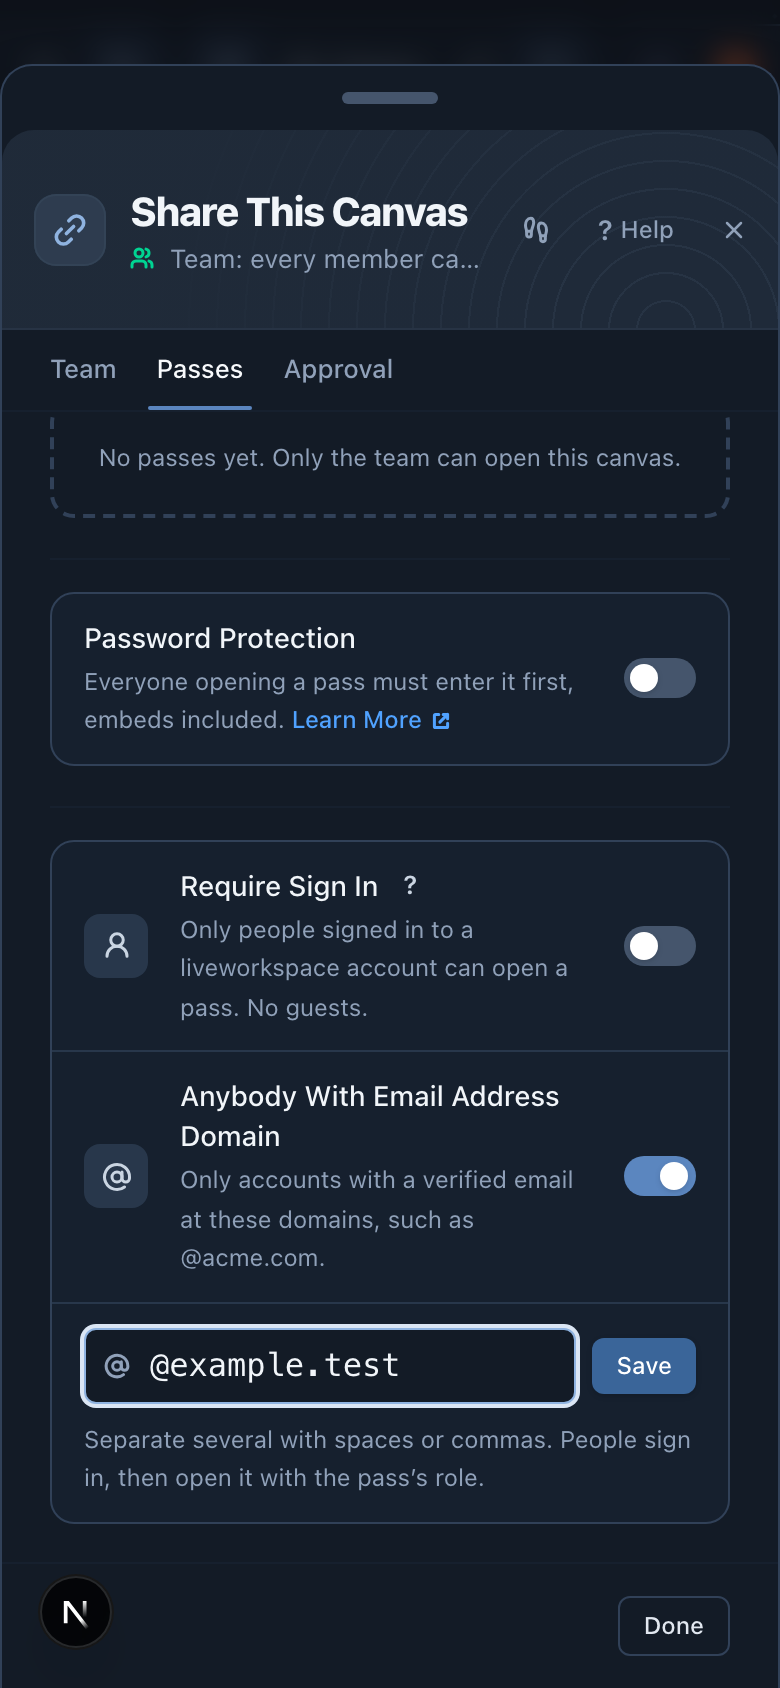 Share This Canvas
Team: every member ca...
? Help
Team
Passes
Approval
No passes yet. Only the team can open this canvas.
Password Protection
Everyone opening a pass must enter it first,
embeds included. Learn More
Require Sign In ?
Only people signed in to a
liveworkspace account can open a
pass. No guests.
Anybody With Email Address
Domain
Only accounts with a verified email
at these domains, such as
@acme.com.
@ @example.test
Save
Separate several with spaces or commas. People sign
in, then open it with the pass’s role.
N
Done